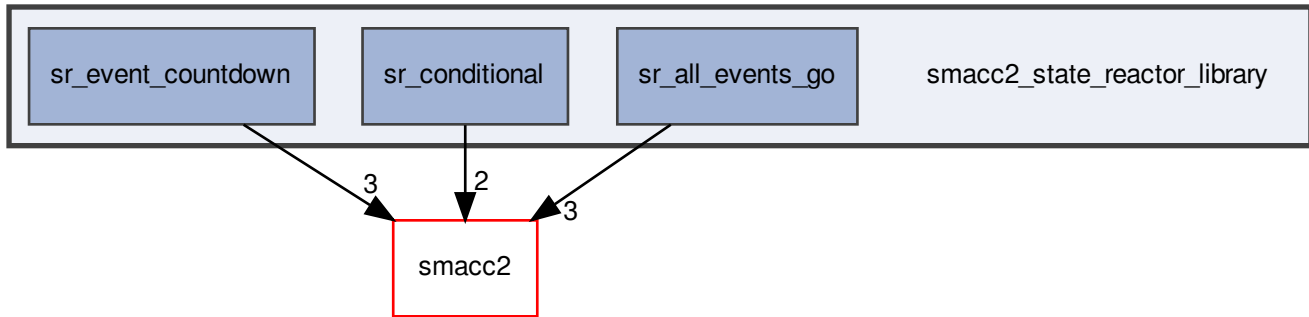 sr_event_countdown
sr_conditional
sr_all_events_go
smacc2_state_reactor_library
3
2
3
smacc2